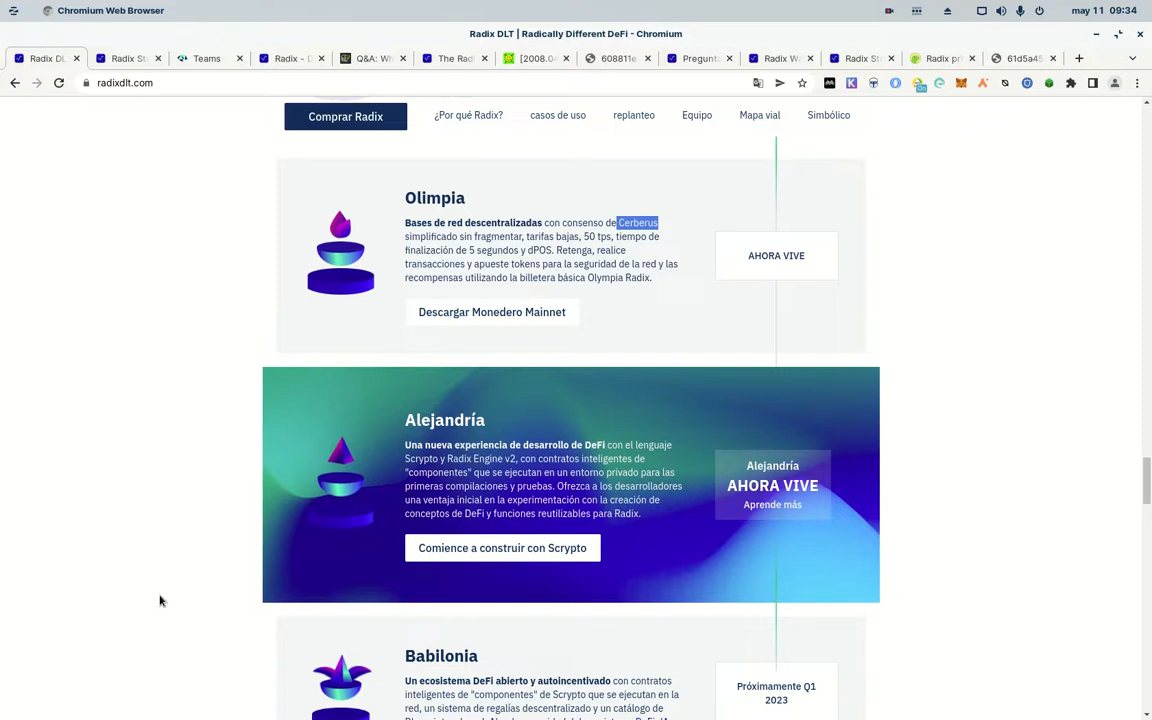 Chromium Web Browser
may 11 09:34
Radix DLT | Radically Different DeFi - Chromium
Radix DL
Radix St
Teams
Radix - D
Q&A: Wh
The Radi
[2008.04
608811e
Pregunt
Radix W
Radix St
Radix pri
61d5a45
radixdlt.com
Comprar Radix
¿Por qué Radix?
casos de uso
replanteo
Equipo
Mapa vial
Simbólico
Olimpia
Bases de red descentralizadas con consenso de Cerberus
simplificado sin fragmentar, tarifas bajas, 50 tps, tiempo de
finalización de 5 segundos y dPOS. Retenga, realice
transacciones y apueste tokens para la seguridad de la red y las
recompensas utilizando la billetera básica Olympia Radix.
Descargar Monedero Mainnet
AHORA VIVE
Alejandría
Una nueva experiencia de desarrollo de DeFi con el lenguaje
Scrypto y Radix Engine v2, con contratos inteligentes de
"componentes" que se ejecutan en un entorno privado para las
primeras compilaciones y pruebas. Ofrezca a los desarrolladores
una ventaja inicial en la experimentación con la creación de
conceptos de DeFi y funciones reutilizables para Radix.
Comience a construir con Scrypto
Alejandría
AHORA VIVE
Aprende más
Babilonia
Un ecosistema DeFi abierto y autoincentivado con contratos
inteligentes de "componentes" de Scrypto que se ejecutan en la
red, un sistema de regalías descentralizado y un catálogo de
Próximamente Q1
2023